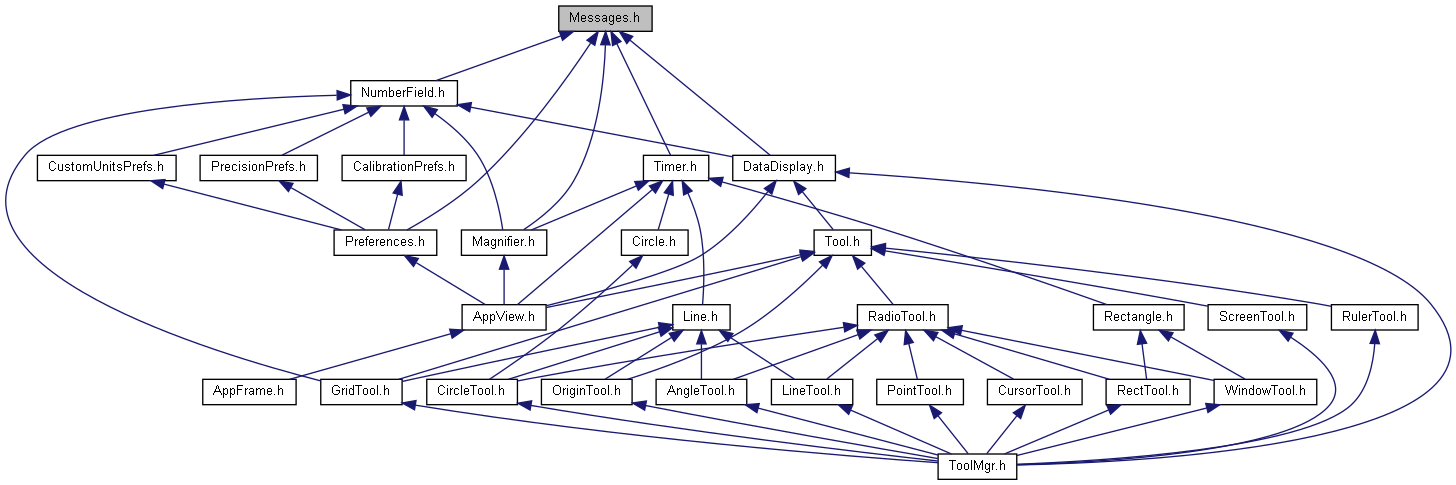 Messages.h
NumberField.h
CustomUnitsPrefs.h
PrecisionPrefs.h
CalibrationPrefs.h
Timer.h
DataDisplay.h
Preferences.h
Magnifier.h
Circle.h
Tool.h
AppView.h
Line.h
RadioTool.h
Rectangle.h
ScreenTool.h
RulerTool.h
AppFrame.h
GridTool.h
CircleTool.h
OriginTool.h
AngleTool.h
LineTool.h
PointTool.h
CursorTool.h
RectTool.h
WindowTool.h
ToolMgr.h